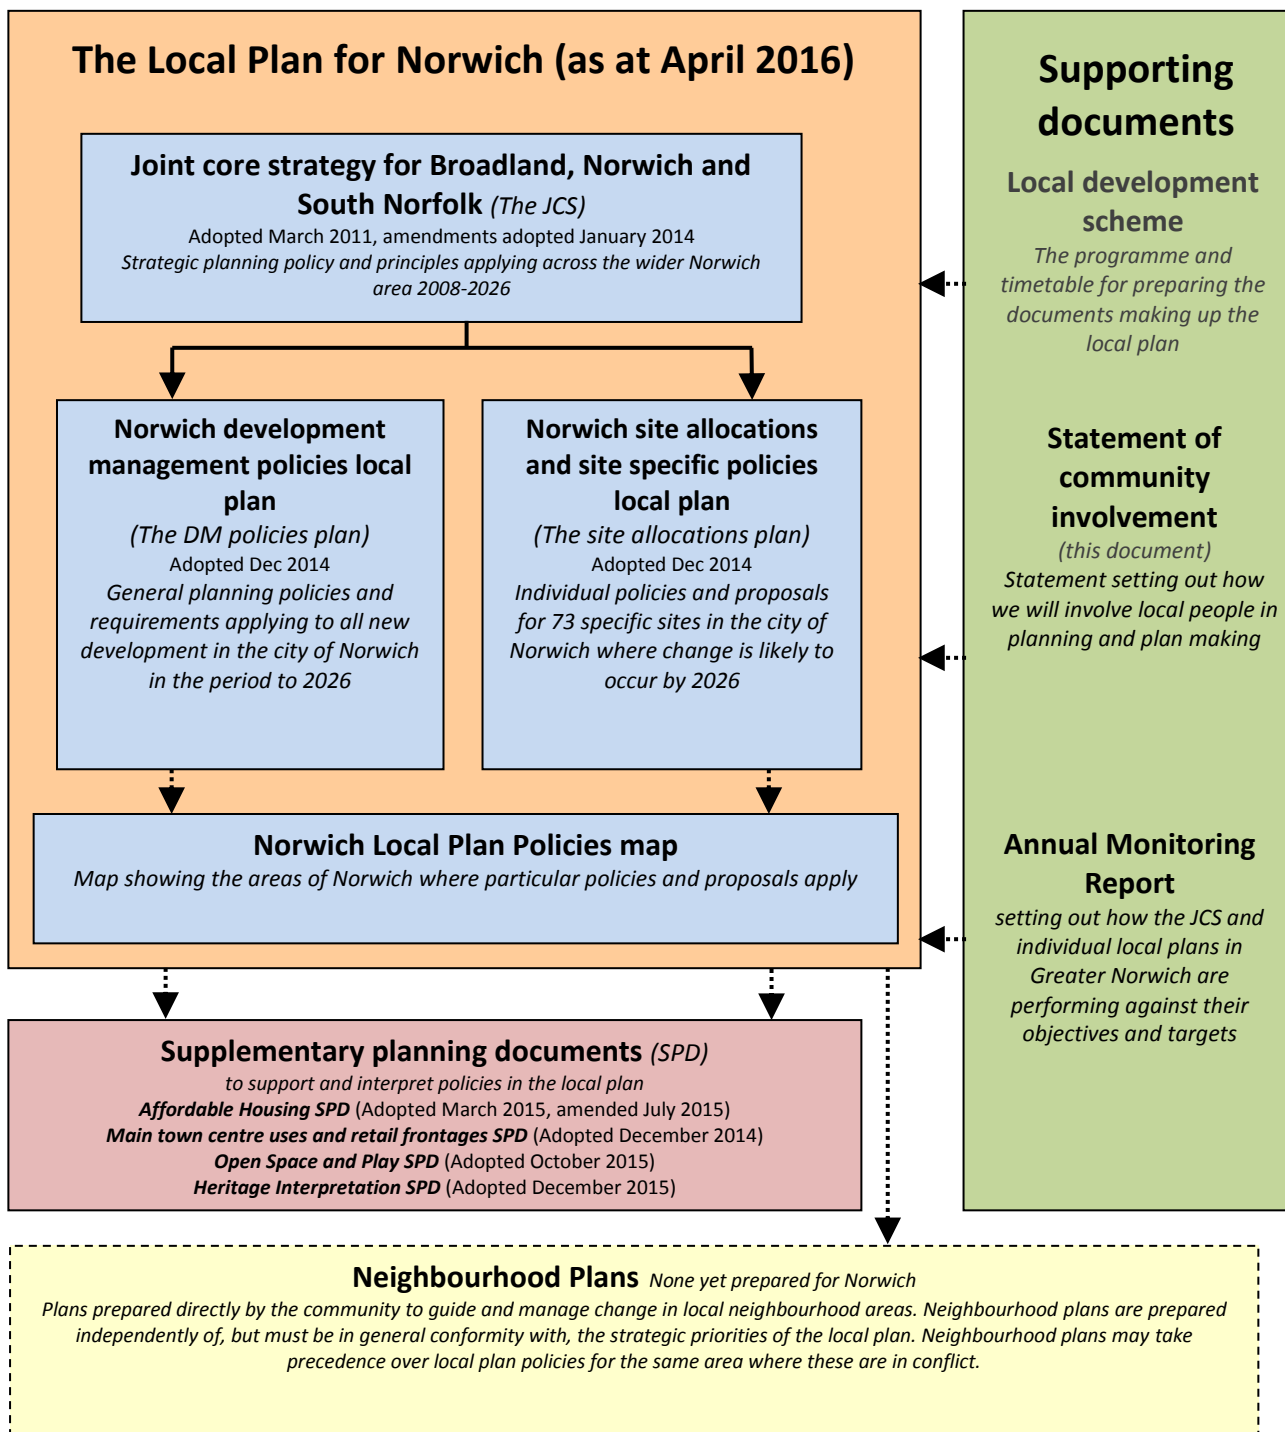 The Local Plan for Norwich (as at April 2016)
Joint core strategy for Broadland, Norwich and
South Norfolk (The JCS)
Adopted March 2011, amendments adopted January 2014
Strategic planning policy and principles applying across the wider Norwich
area 2008-2026
Norwich development
management policies local
plan
(The DM policies plan)
Adopted Dec 2014
General planning policies and
requirements applying to all new
development in the city of Norwich
in the period to 2026
Norwich site allocations
and site specific policies
local plan
(The site allocations plan)
Adopted Dec 2014
Individual policies and proposals
for 73 specific sites in the city of
Norwich where change is likely to
occur by 2026
Norwich Local Plan Policies map
Map showing the areas of Norwich where particular policies and proposals apply
Supporting
documents
Local development
scheme
The programme and
timetable for preparing the
documents making up the
local plan
Statement of
community
involvement
(this document)
Statement setting out how
we will involve local people in
planning and plan making
Annual Monitoring
Report
setting out how the JCS and
individual local plans in
Greater Norwich are
performing against their
objectives and targets
Supplementary planning documents (SPD)
to support and interpret policies in the local plan
Affordable Housing SPD (Adopted March 2015, amended July 2015)
Main town centre uses and retail frontages SPD (Adopted December 2014)
Open Space and Play SPD (Adopted October 2015)
Heritage Interpretation SPD (Adopted December 2015)
Neighbourhood Plans None yet prepared for Norwich
Plans prepared directly by the community to guide and manage change in local neighbourhood areas. Neighbourhood plans are prepared
independently of, but must be in general conformity with, the strategic priorities of the local plan. Neighbourhood plans may take
precedence over local plan policies for the same area where these are in conflict.